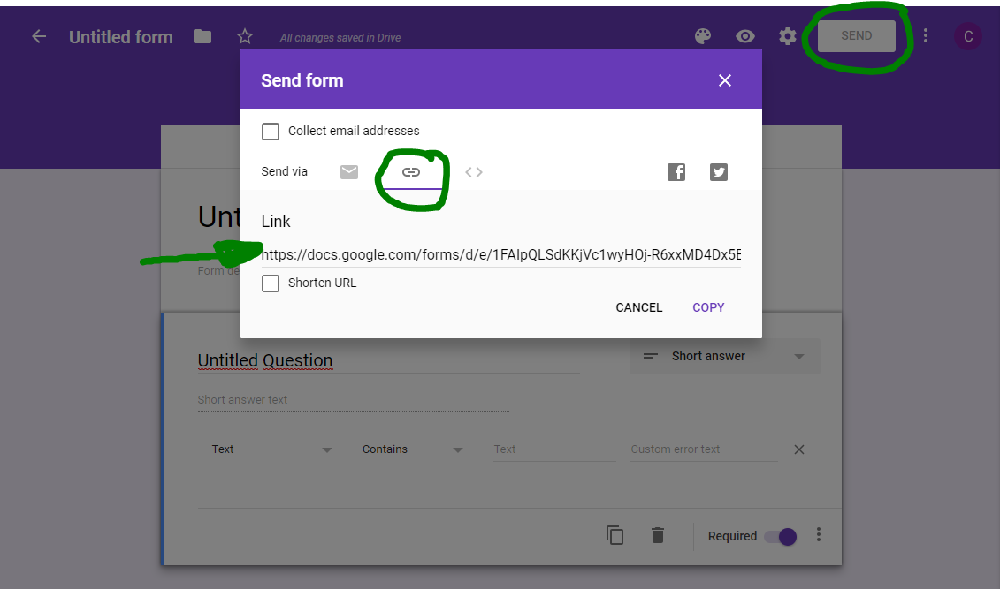 Untitled form
All changes saved in Drive
SEND
C
Send form
Collect email addresses
Send via
Unt
Link
https://docs.google.com/forms/d/e/1FAIpQLSdKKjVc1wyHOj-R6xxMD4Dx5E
Form de
Shorten URL
CANCEL COPY
Untitled Question
Short answer
Short answer text
Text Contains Text Custom error text
Required